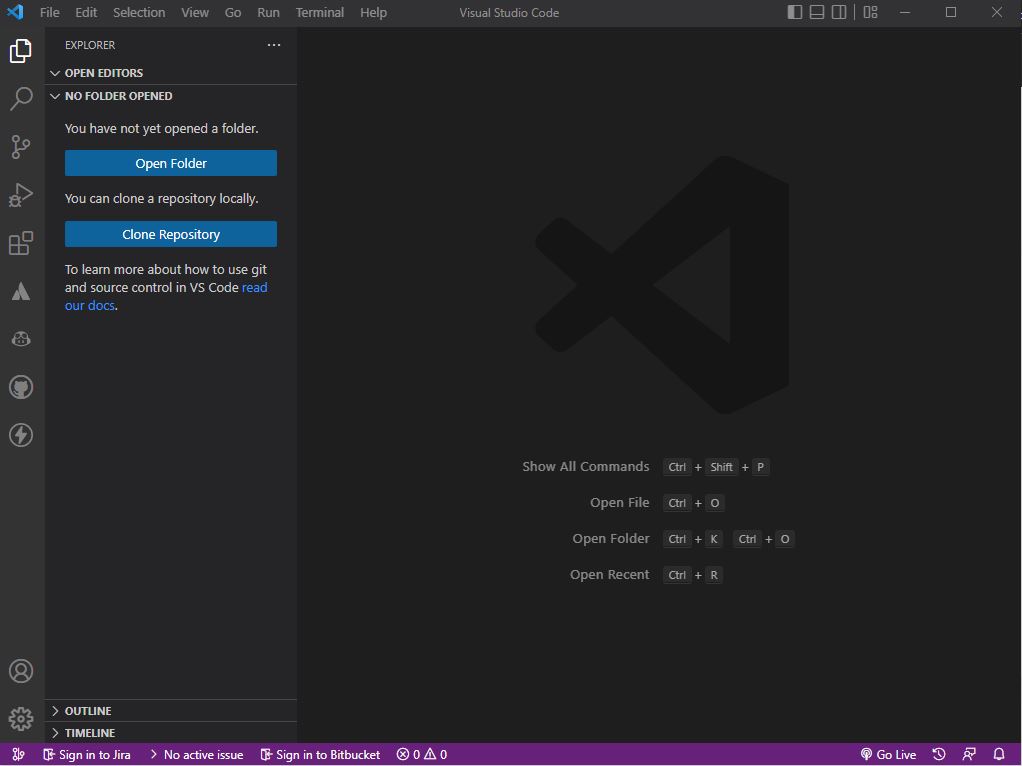 File Edit Selection View Go Run Terminal Help Visual Studio Code
EXPLORER
OPEN EDITORS
NO FOLDER OPENED
You have not yet opened a folder.
Open Folder
You can clone a repository locally.
Clone Repository
To learn more about how to use git
and source control in VS Code read
our docs.
Show All Commands Ctrl + Shift + P
Open File Ctrl + O
Open Folder Ctrl + K Ctrl + O
Open Recent Ctrl + R
OUTLINE
TIMELINE
Sign in to Jira No active issue Sign in to Bitbucket 0 0 Go Live